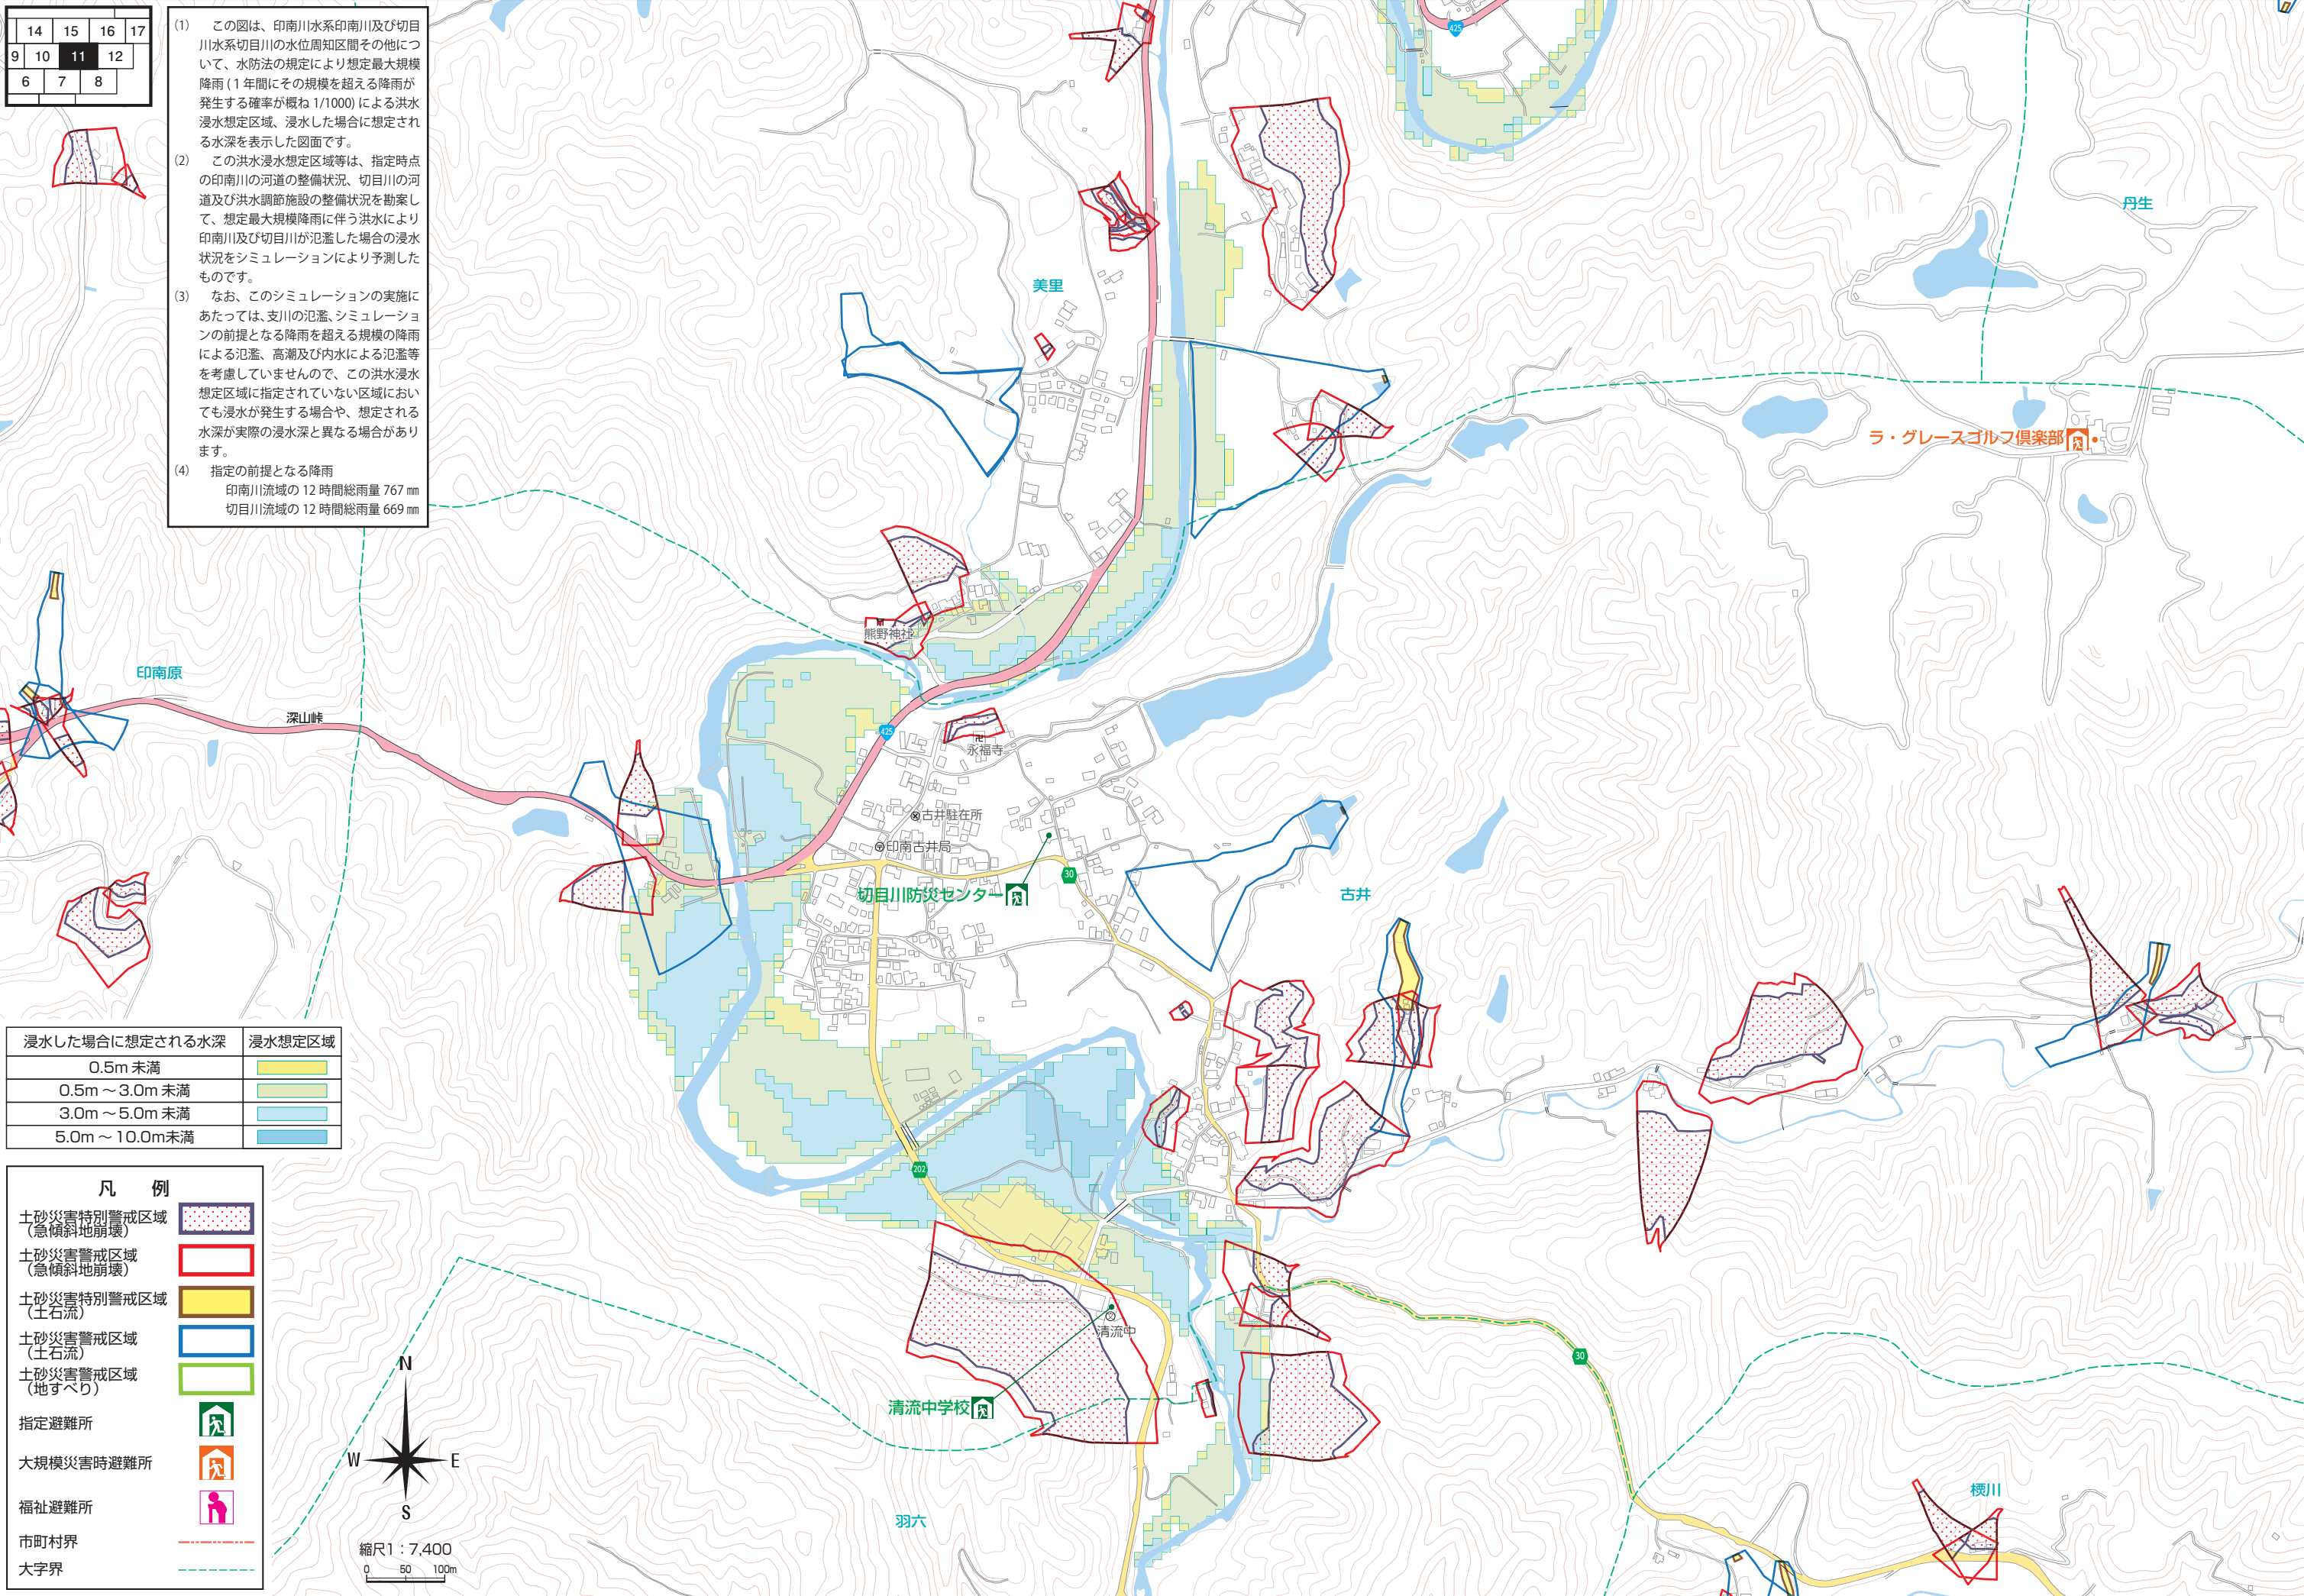 14 15 16 17
9 10 11 12
6 7 8
(1) この図は、印南川水系印南川及び切目
川水系切目川の水位周知区間その他につ
いて、水防法の規定により想定最大規模
降雨 ( 1 年間にその規模を超える降雨が
発生する確率が概ね 1/1000) による洪水
浸水想定区域、浸水した場合に想定され
る水深を表示した図面です。
(2) この洪水浸水想定区域等は、指定時点
の印南川の河道の整備状況、切目川の河
道及び洪水調節施設の整備状況を勘案し
て、想定最大規模降雨に伴う洪水により
印南川及び切目川が氾濫した場合の浸水
状況をシミュレーションにより予測した
ものです。
(3) なお、このシミュレーションの実施に
あたっては、支川の氾濫、シミュレーショ
ンの前提となる降雨を超える規模の降雨
による氾濫、高潮及び内水による氾濫等
を考慮していませんので、この洪水浸水
想定区域に指定されていない区域におい
ても浸水が発生する場合や、想定される
水深が実際の浸水深と異なる場合があり
ます。
(4) 指定の前提となる降雨
印南川流域の 12 時間総雨量 767 ㎜
切目川流域の 12 時間総雨量 669 ㎜
425
丹生
美里
ラ・グレースゴルフ倶楽部
熊野神社
印南原
深山峠
425
永福寺
古井駐在所
印南古井局
30
切目川防災センター
古井
浸水した場合に想定される水深 浸水想定区域
0.5m 未満
0.5m ～ 3.0m 未満
3.0m ～ 5.0m 未満
5.0m ～ 10.0m未満
202
凡 例
土砂災害特別警戒区域
（急傾斜地崩壊）
土砂災害警戒区域
（急傾斜地崩壊）
土砂災害特別警戒区域
（土石流）
土砂災害警戒区域
（土石流）
土砂災害警戒区域
（地すべり）
指定避難所
大規模災害時避難所
福祉避難所
市町村界
大字界
清流中
30
清流中学校
N
W E
S
羽六
樮川
縮尺1：7,400
0 50 100m